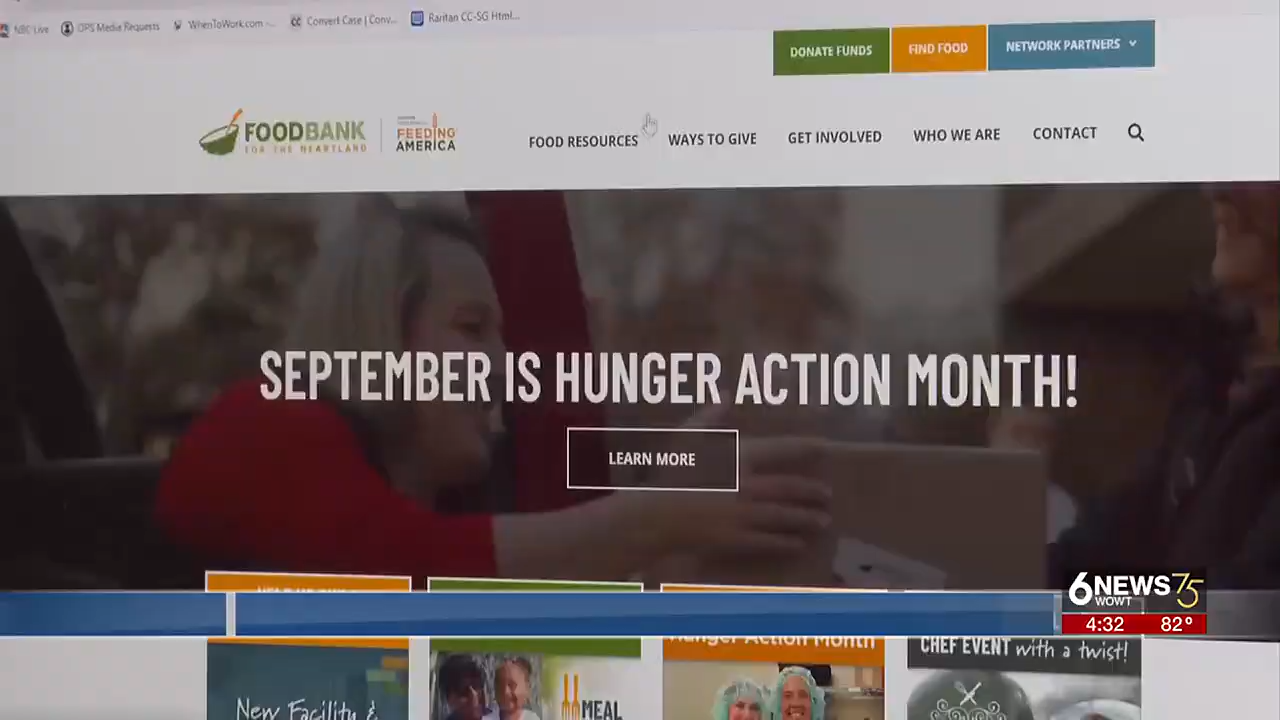 NBC Live
OPS Media Requests
WhenToWork.com -...
Convert Case | Conv...
Raritan CC-SG Html...
DONATE FUNDS
FIND FOOD
NETWORK PARTNERS
FOODBANK
FOR THE HEARTLAND
FEEDING
AMERICA
FOOD RESOURCES
WAYS TO GIVE
GET INVOLVED
WHO WE ARE
CONTACT
SEPTEMBER IS HUNGER ACTION MONTH!
LEARN MORE
6 NEWS 75
WOWT
4:32 82°
Hunger Action Month
CHEF EVENT with a twist!
New Facility &
MEAL